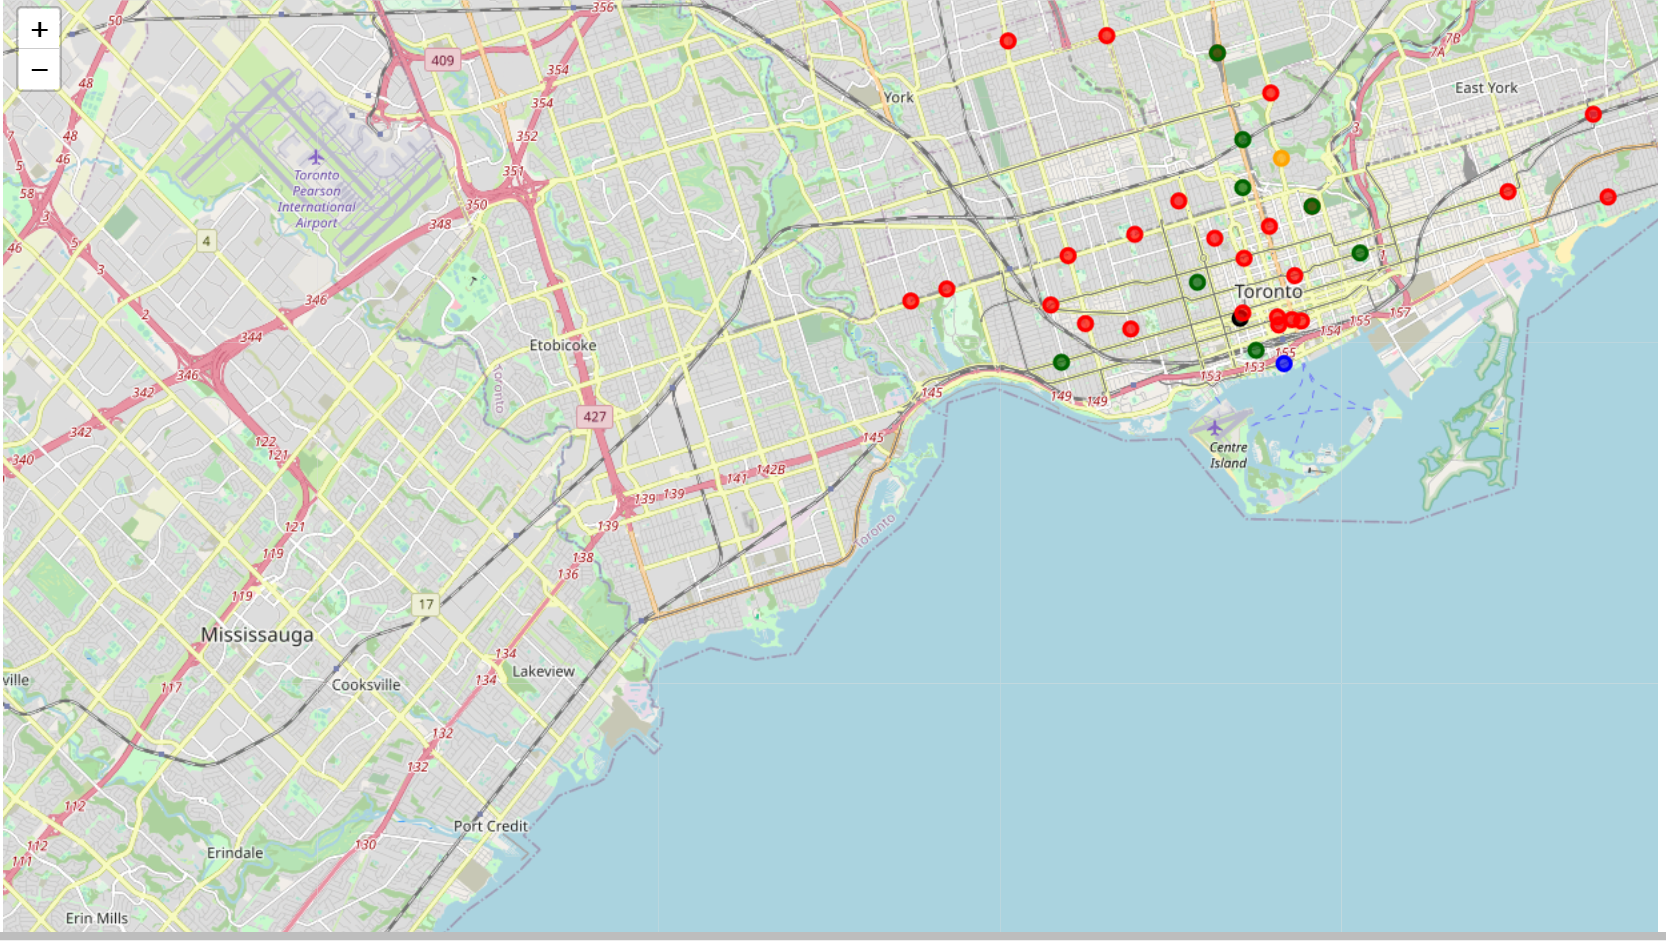 +
−
50
356
409
7B
7A
354
York
East York
48
354
3
7
48
352
46
5
351
Toronto
Pearson
International
Airport
58
350
3
348
4
46
5
3
1
346
Toronto
2
157
155
154
344
Etobicoke
155
153
153
346
Toronto
342
145
149
149
427
342
122
145
Centre
Island
121
340
142B
141
139
139
121
139
Toronto
119
138
136
119
17
Mississauga
134
Lakeview
ville
134
Cooksville
117
132
132
112
Port Credit
112
130
Erindale
111
Erin Mills